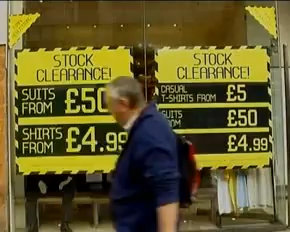 STOCK
CLEARANCE!
SUITS
FROM £50
SHIRTS
FROM £4.99
STOCK
CLEARANCE!
CASUAL
T-SHIRTS FROM £5
SUITS
FROM £50
£4.99